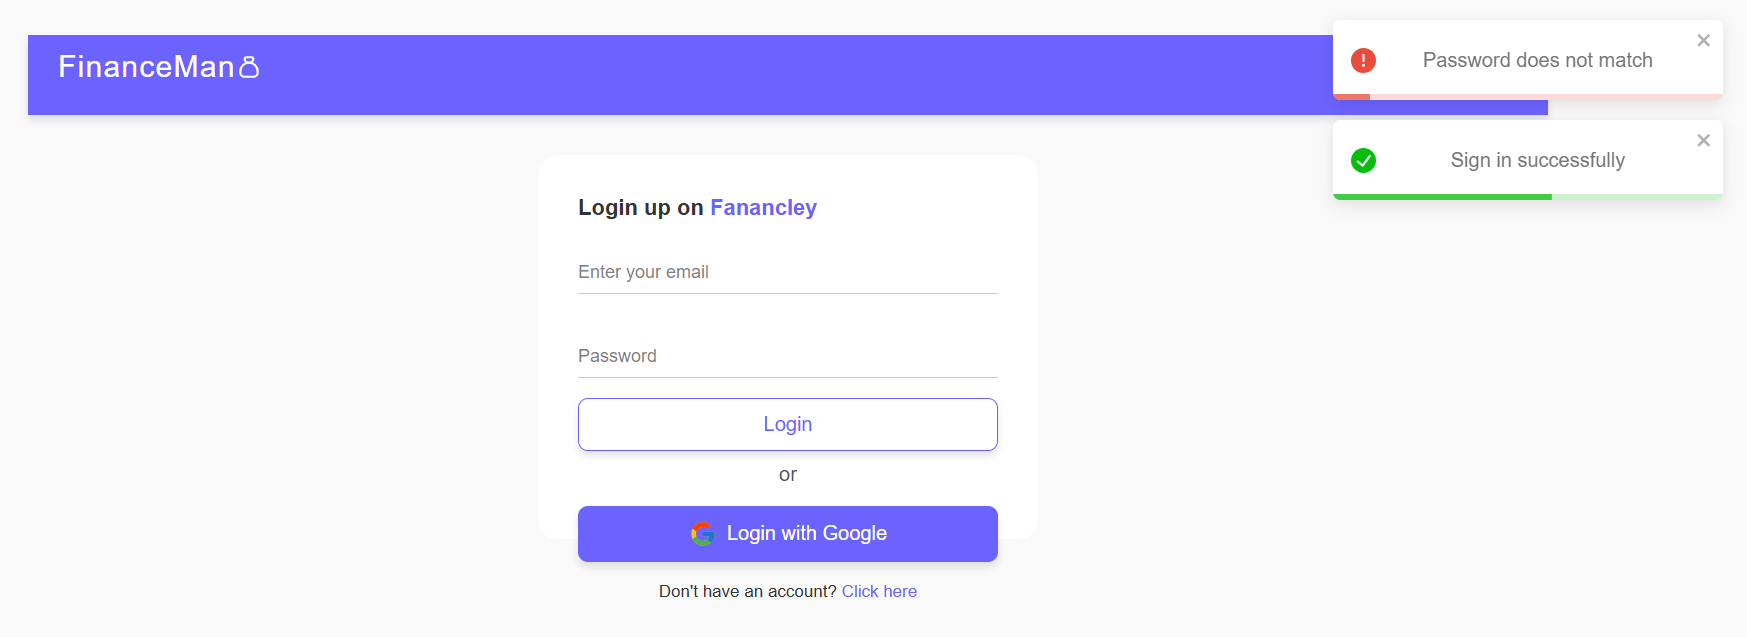 FinanceMan
Password does not match
Sign in successfully
Login up on Fanancley
Enter your email
Password
Login
or
Login with Google
Don't have an account? Click here